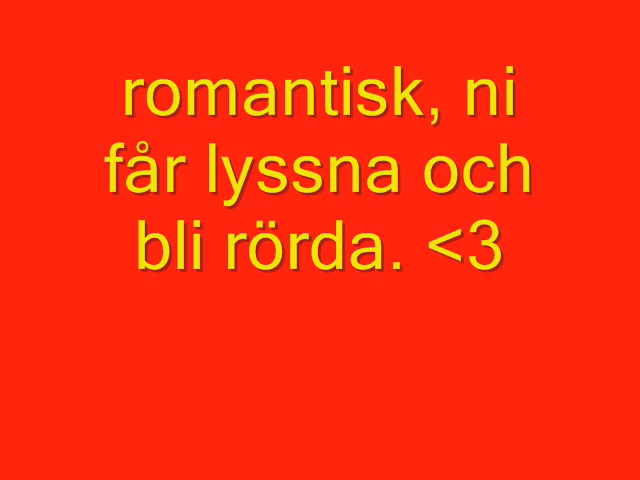 romantisk, ni
får lyssna och
bli rörda. <3